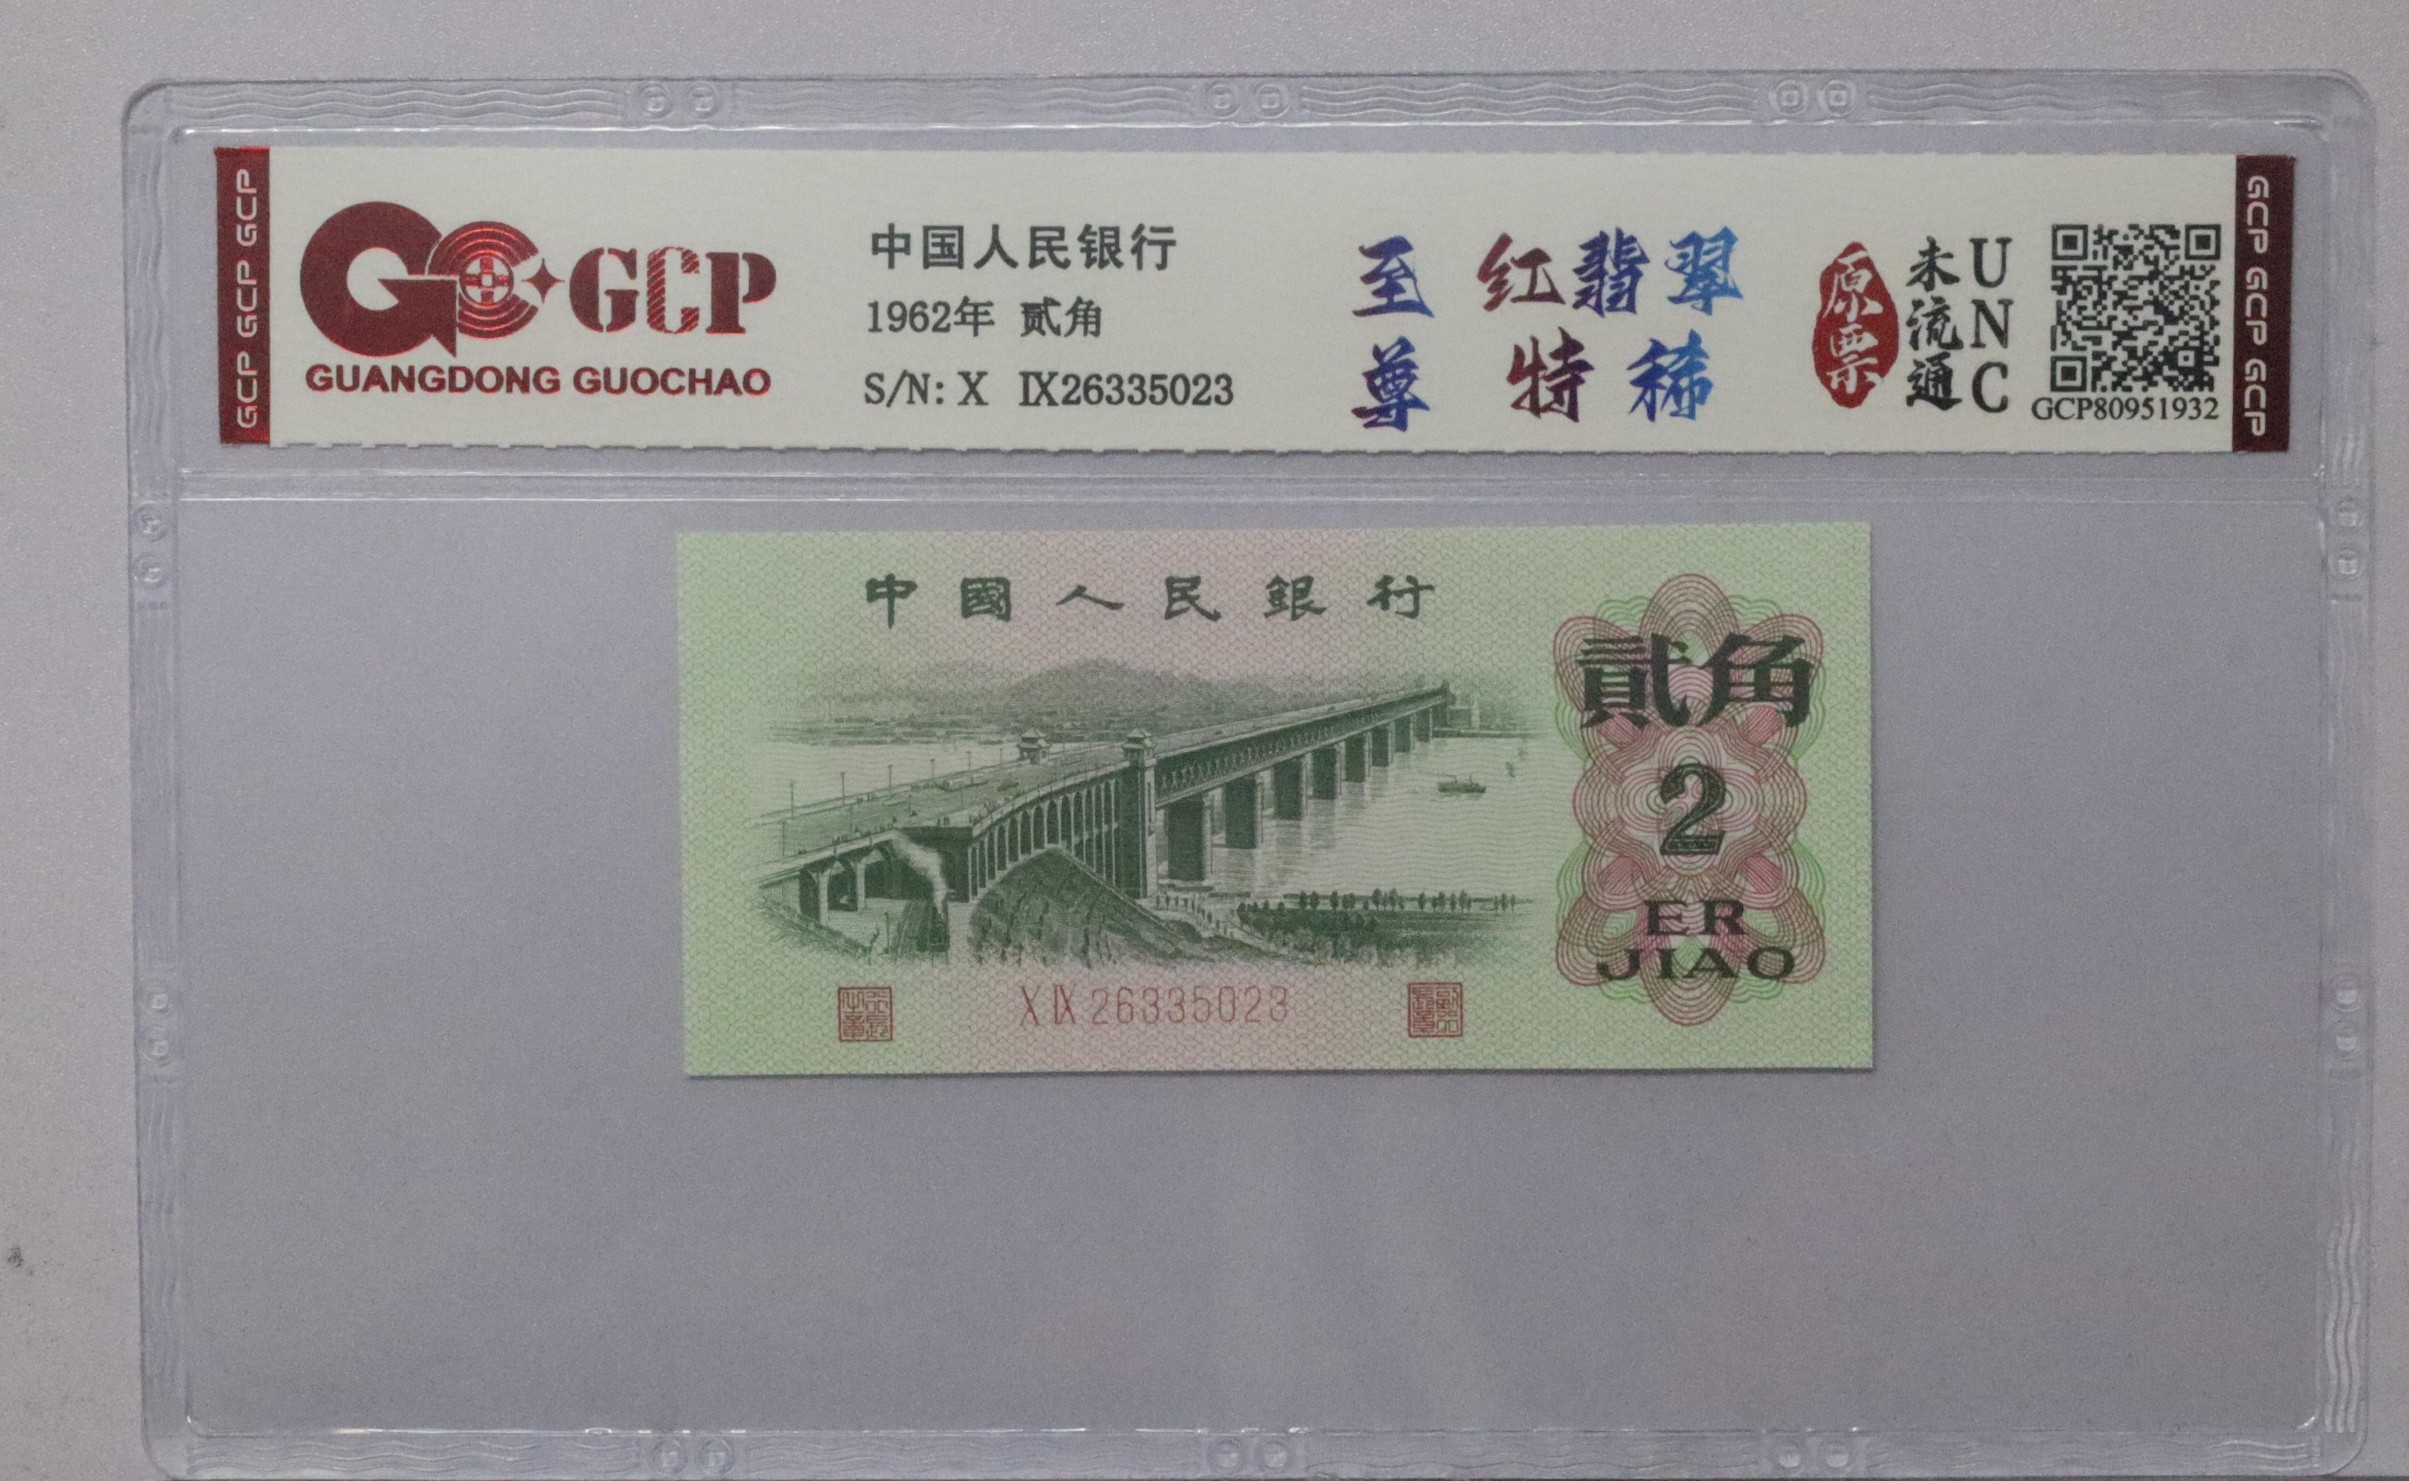 GCP GCP GCP
GCP
GUANGDONG GUOCHAO
中国人民银行
1962年 贰角
S/N: X Ⅸ26335023
至尊
红翡翠
特稀
原票
未流通
UNC
GCP80951932
GCP GCP GCP
中國人民銀行
貳角
2
ER
JIAO
X Ⅸ 26335023